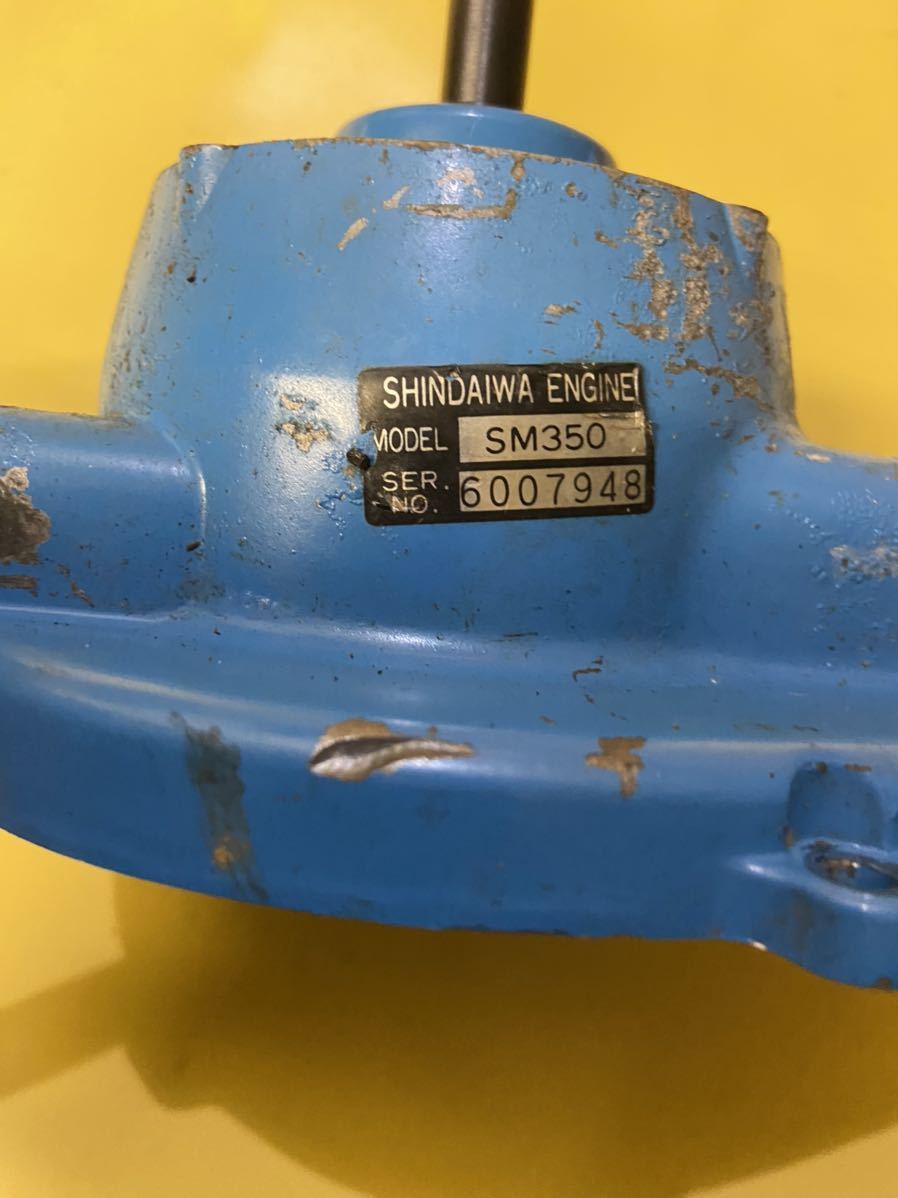 SHINDAIWA ENGINE
MODEL SM350
SER. NO. 6007948